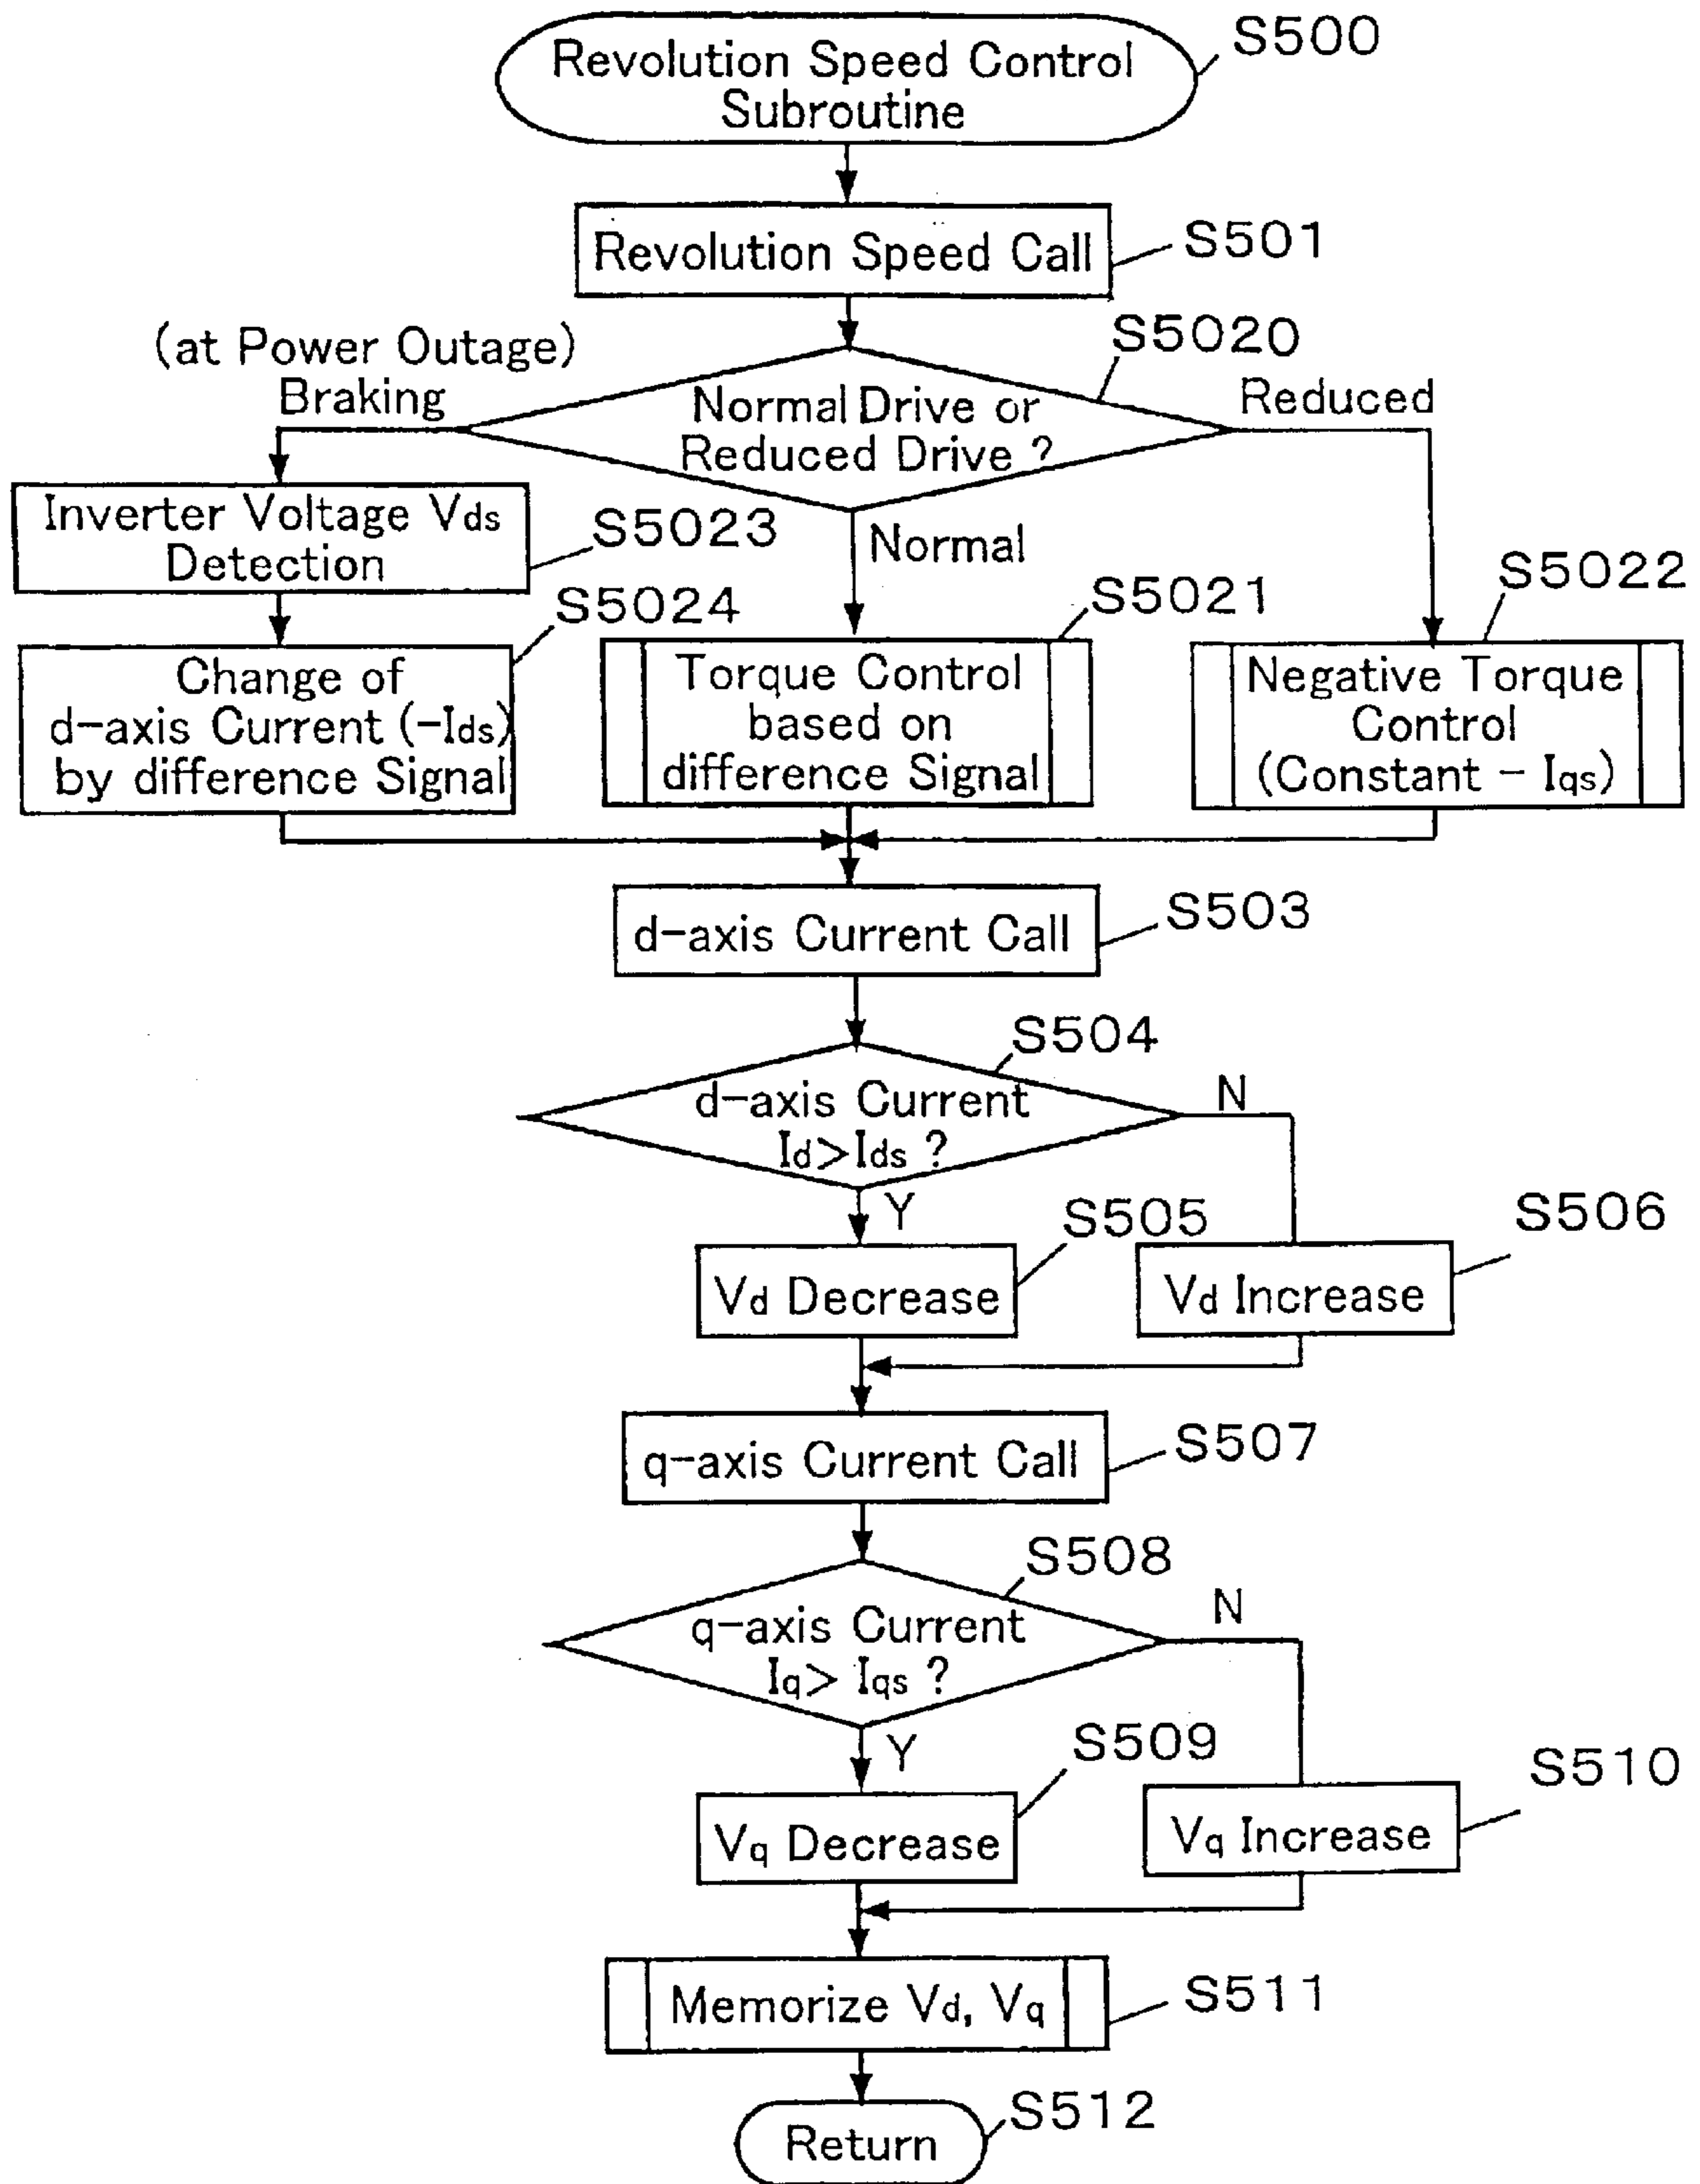 Revolution Speed Control
Subroutine
S500
Revolution Speed Call
S501
(at Power Outage)
Braking
S5020
Normal Drive or
Reduced Drive ?
Reduced
Normal
Inverter Voltage Vds
Detection
S5023
S5024
Change of
d-axis Current (-Ids)
by difference Signal
S5021
Torque Control
based on
difference Signal
S5022
Negative Torque
Control
(Constant - Iqs)
d-axis Current Call
S503
S504
d-axis Current
Id>Ids ?
N
Y
S505
Vd Decrease
S506
Vd Increase
q-axis Current Call
S507
S508
q-axis Current
Iq> Iqs ?
N
Y
S509
Vq Decrease
S510
Vq Increase
Memorize Vd, Vq
S511
Return
S512